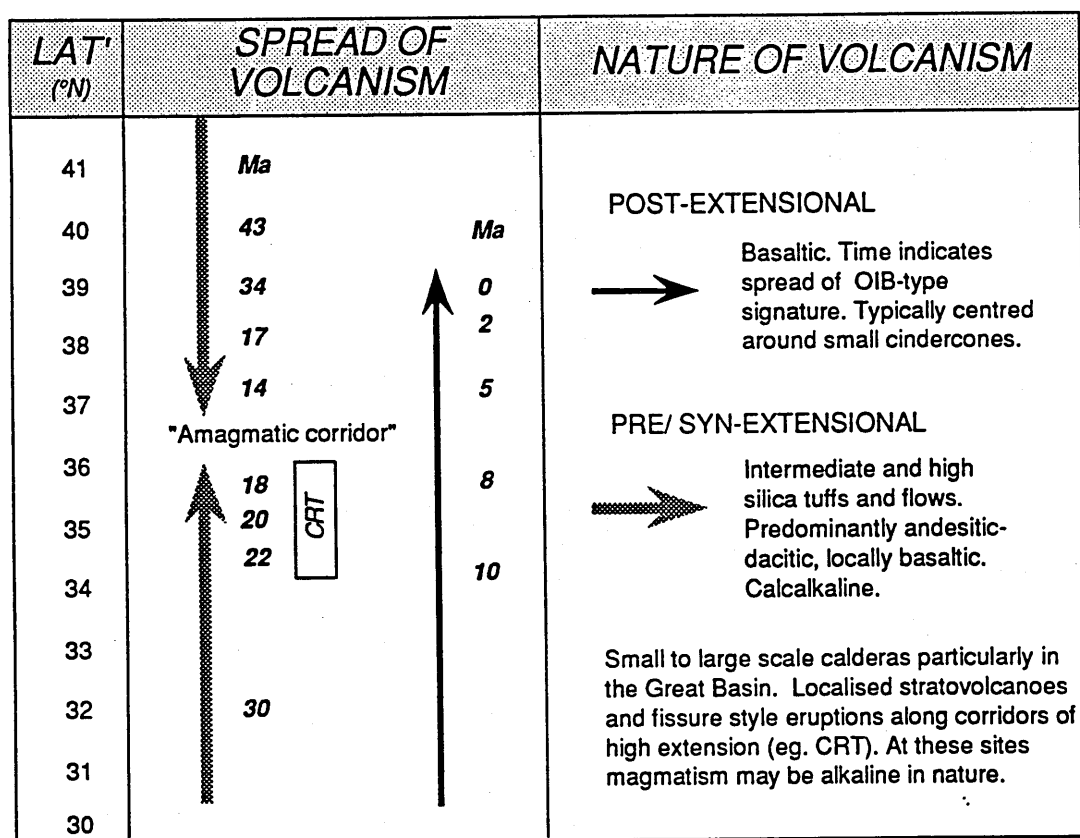 LAT'
(°N)
SPREAD OF
VOLCANISM
NATURE OF VOLCANISM
41
40
39
38
37
36
35
34
33
32
31
30
Ma
43
34
17
14
"Amagmatic corridor"
18
20
22
30
CRT
Ma
0
2
5
8
10
POST-EXTENSIONAL
Basaltic. Time indicates
spread of OIB-type
signature. Typically centred
around small cindercones.
PRE/ SYN-EXTENSIONAL
Intermediate and high
silica tuffs and flows.
Predominantly andesitic-
dacitic, locally basaltic.
Calcalkaline.
Small to large scale calderas particularly in
the Great Basin. Localised stratovolcanoes
and fissure style eruptions along corridors of
high extension (eg. CRT). At these sites
magmatism may be alkaline in nature.